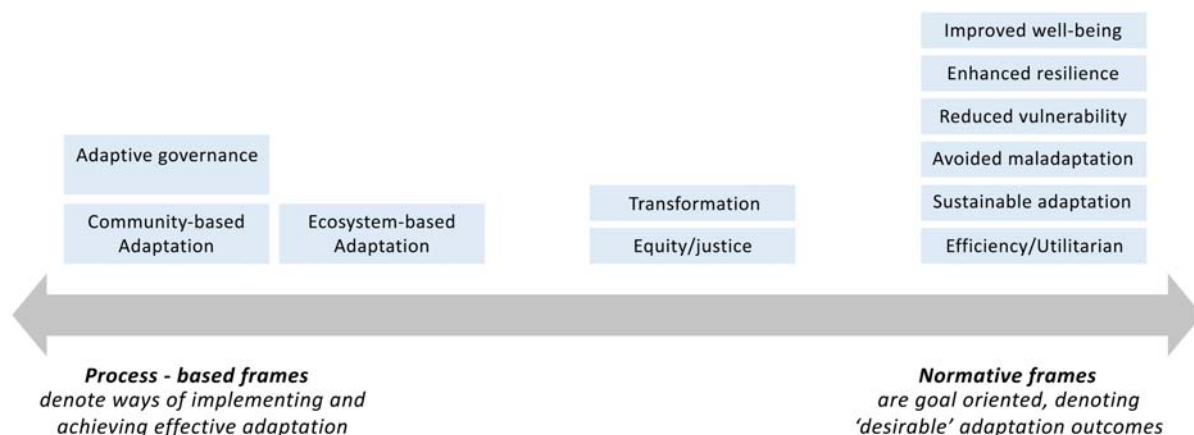 Improved well-being
Enhanced resilience
Reduced vulnerability
Adaptive governance
Avoided maladaptation
Transformation
Sustainable adaptation
Community-based
Adaptation
Ecosystem-based
Adaptation
Equity/justice
Efficiency/Utilitarian
Process - based frames
denote ways of implementing and
achieving effective adaptation
Normative frames
are goal oriented, denoting
‘desirable’ adaptation outcomes